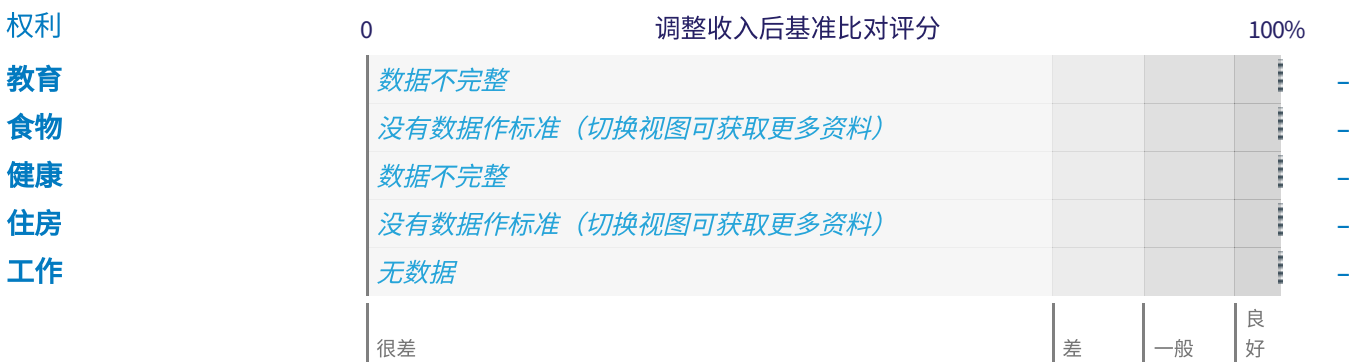 权利 0 调整收入后基准比对评分 100%
教育 数据不完整 –
食物 没有数据作标准（切换视图可获取更多资料） –
健康 数据不完整 –
住房 没有数据作标准（切换视图可获取更多资料） –
工作 无数据 –
很差 差 一般 良好